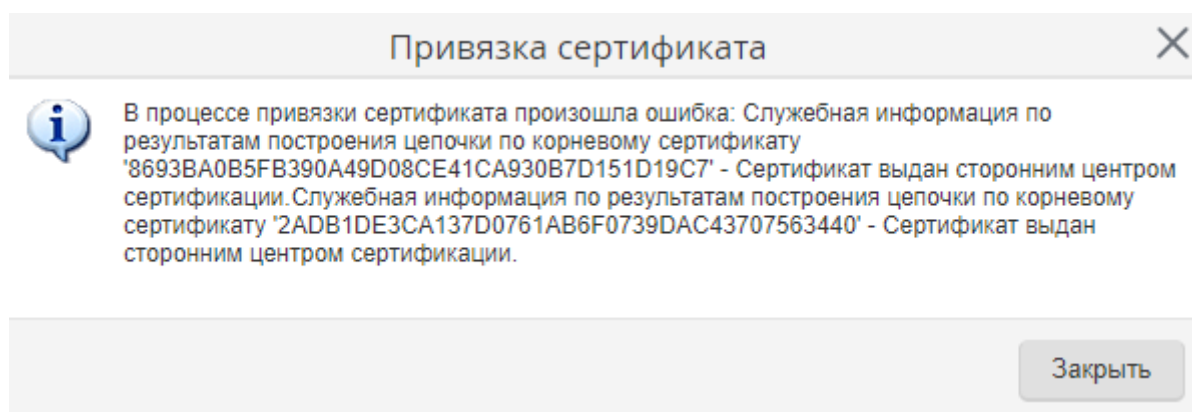 Привязка сертификата
В процессе привязки сертификата произошла ошибка: Служебная информация по
результатам построения цепочки по корневому сертификату
'8693BA0B5FB390A49D08CE41CA930B7D151D19C7' - Сертификат выдан сторонним центром
сертификации.Служебная информация по результатам построения цепочки по корневому
сертификату '2ADB1DE3CA137D0761AB6F0739DAC43707563440' - Сертификат выдан
сторонним центром сертификации.
Закрыть